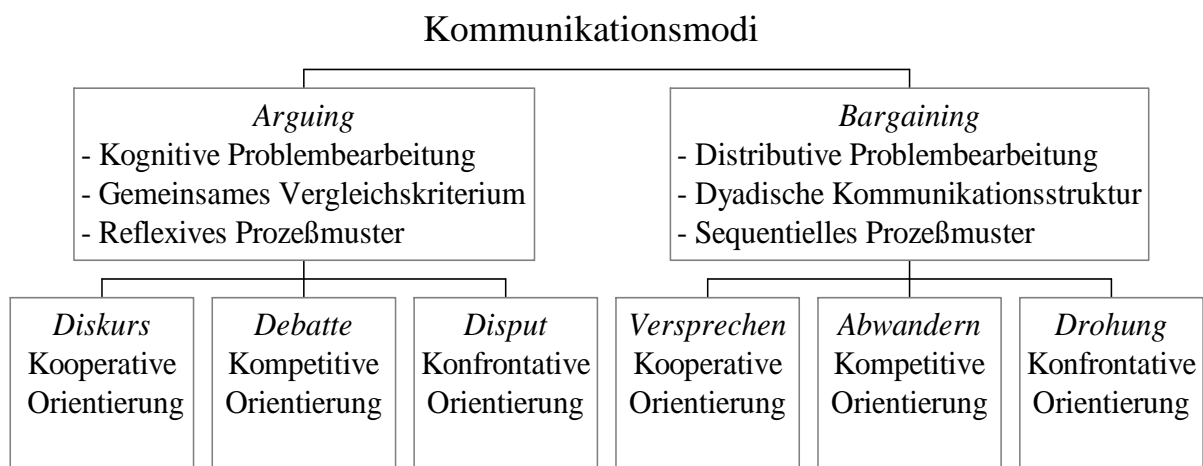 Kommunikationsmodi
Arguing
- Kognitive Problembearbeitung
- Gemeinsames Vergleichskriterium
- Reflexives Prozeßmuster
Bargaining
- Distributive Problembearbeitung
- Dyadische Kommunikationsstruktur
- Sequentielles Prozeßmuster
Diskurs
Kooperative
Orientierung
Debatte
Kompetitive
Orientierung
Disput
Konfrontative
Orientierung
Versprechen
Kooperative
Orientierung
Abwandern
Kompetitive
Orientierung
Drohung
Konfrontative
Orientierung